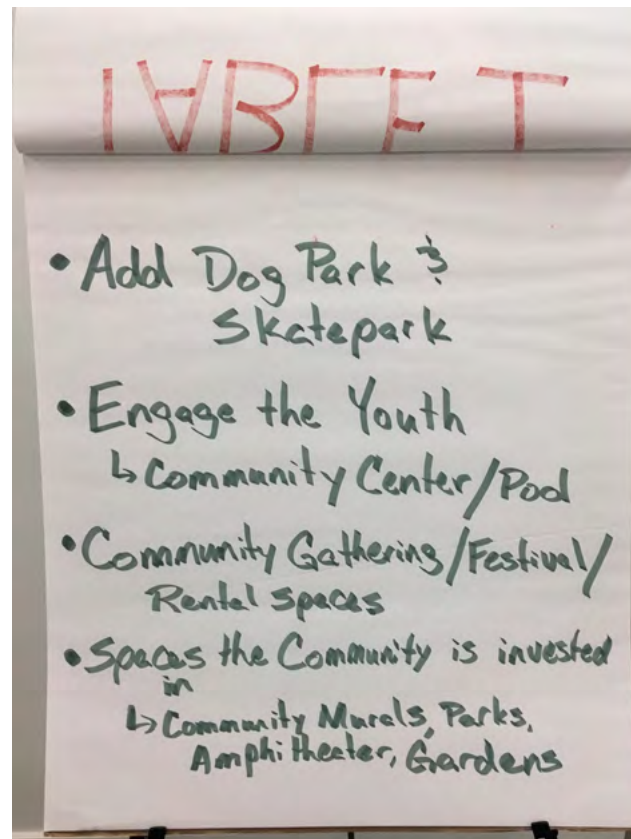 TABLE 1
• Add Dog Park &
Skatepark
• Engage the Youth
↳ Community Center/Pool
• Community Gathering/Festival/
Rental spaces
• Spaces the Community is invested
in
↳ Community Murals, Parks,
Amphitheater, Gardens